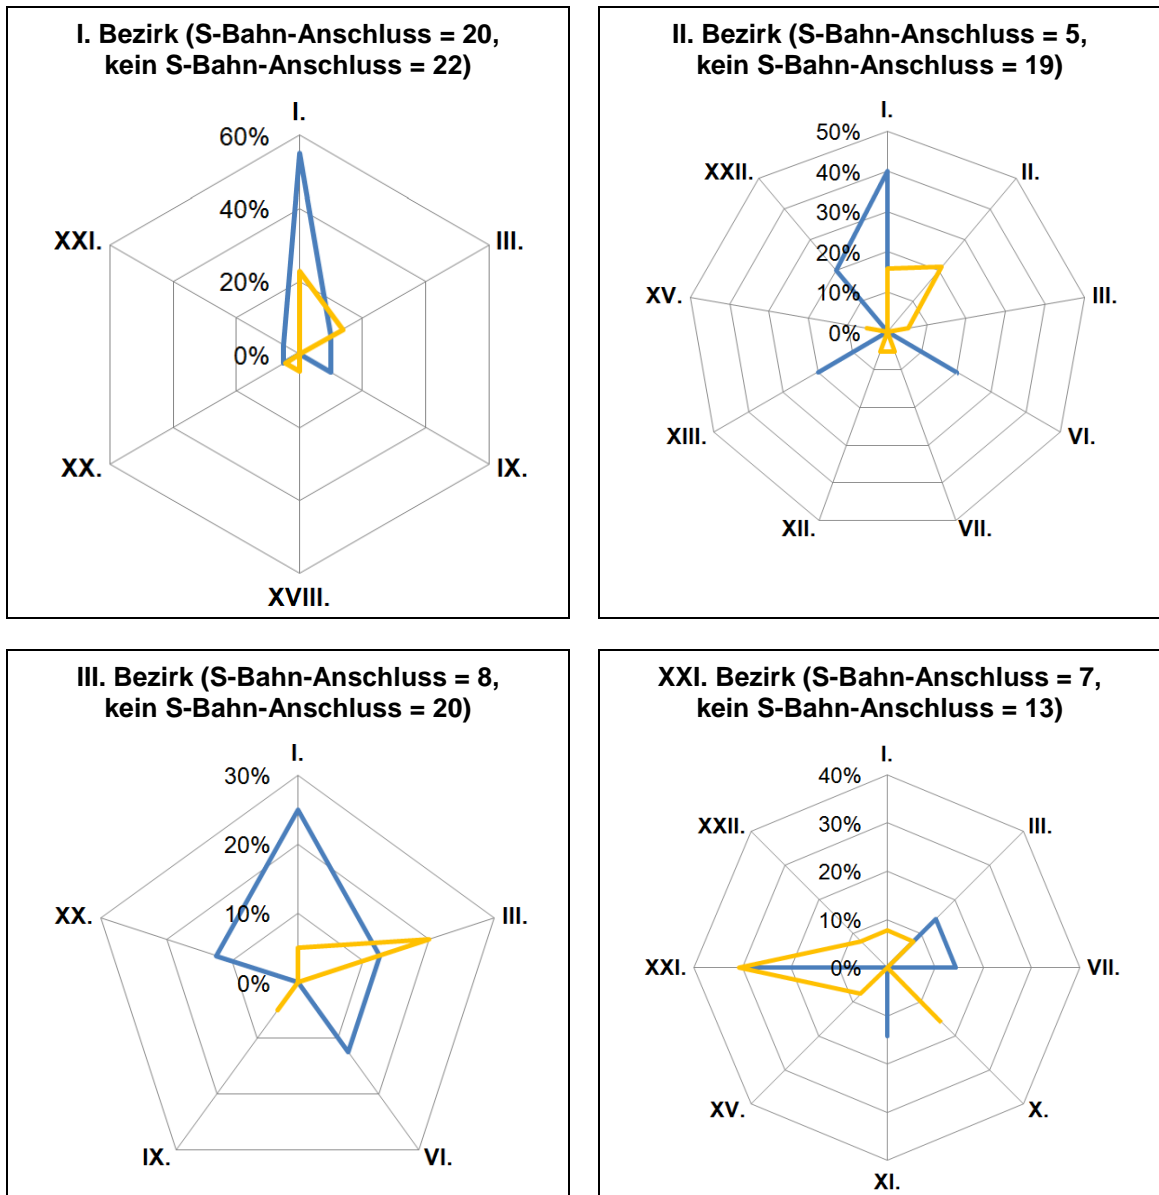 I. Bezirk (S-Bahn-Anschluss = 20,
kein S-Bahn-Anschluss = 22)
I.
60%
40%
20%
0%
XXI.
III.
XX.
IX.
XVIII.
II. Bezirk (S-Bahn-Anschluss = 5,
kein S-Bahn-Anschluss = 19)
I.
50%
40%
30%
20%
10%
0%
XXII.
II.
XV.
III.
XIII.
VI.
XII.
VII.
III. Bezirk (S-Bahn-Anschluss = 8,
kein S-Bahn-Anschluss = 20)
I.
30%
20%
10%
0%
XX.
III.
IX.
VI.
XXI. Bezirk (S-Bahn-Anschluss = 7,
kein S-Bahn-Anschluss = 13)
I.
40%
30%
20%
10%
0%
XXII.
III.
XXI.
VII.
XV.
X.
XI.